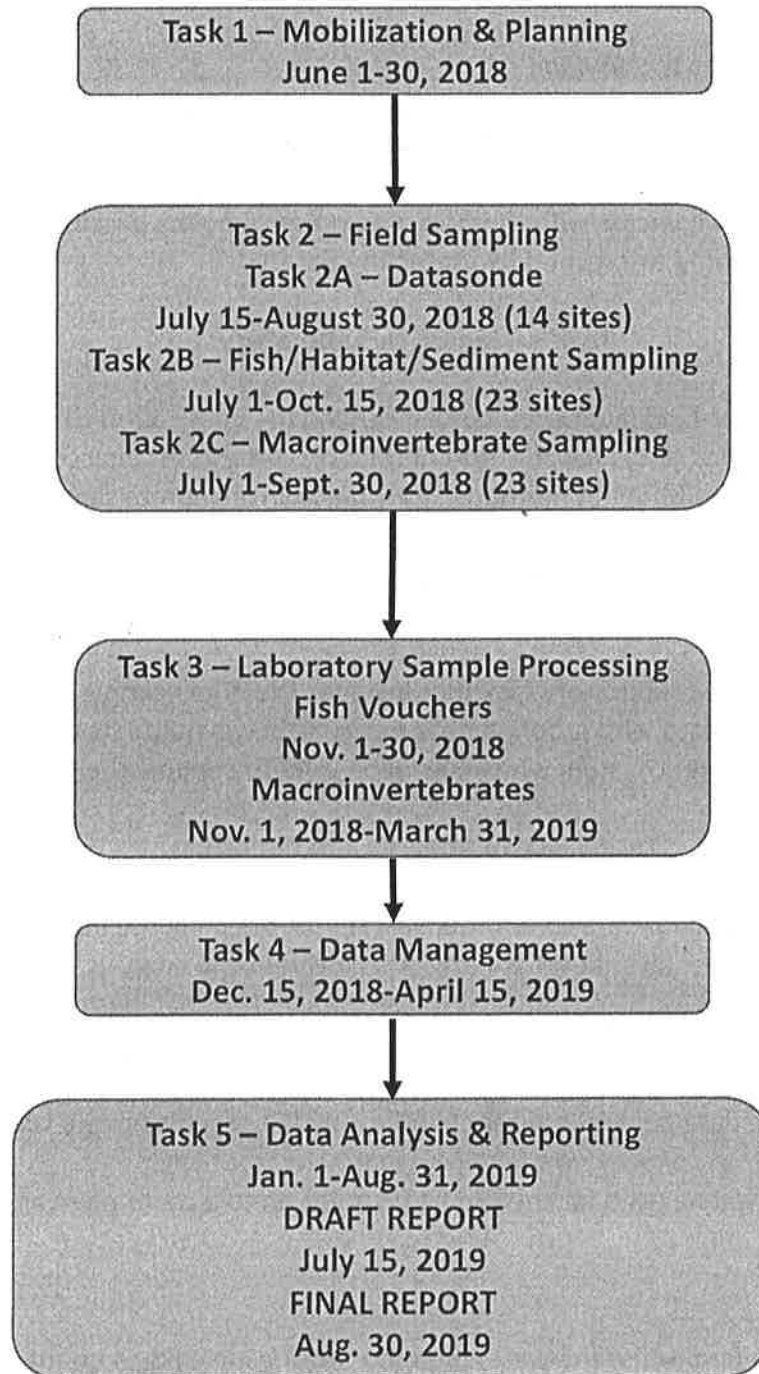 Task 1 – Mobilization & Planning
June 1-30, 2018
Task 2 – Field Sampling
Task 2A – Datasonde
July 15-August 30, 2018 (14 sites)
Task 2B – Fish/Habitat/Sediment Sampling
July 1-Oct. 15, 2018 (23 sites)
Task 2C – Macroinvertebrate Sampling
July 1-Sept. 30, 2018 (23 sites)
Task 3 – Laboratory Sample Processing
Fish Vouchers
Nov. 1-30, 2018
Macroinvertebrates
Nov. 1, 2018-March 31, 2019
Task 4 – Data Management
Dec. 15, 2018-April 15, 2019
Task 5 – Data Analysis & Reporting
Jan. 1-Aug. 31, 2019
DRAFT REPORT
July 15, 2019
FINAL REPORT
Aug. 30, 2019